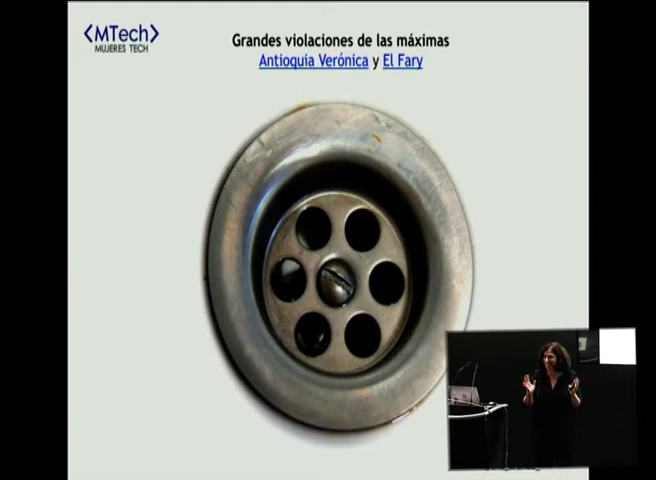 <MTech>
MUJERES TECH
Grandes violaciones de las máximas
Antioquia Verónica y El Fary